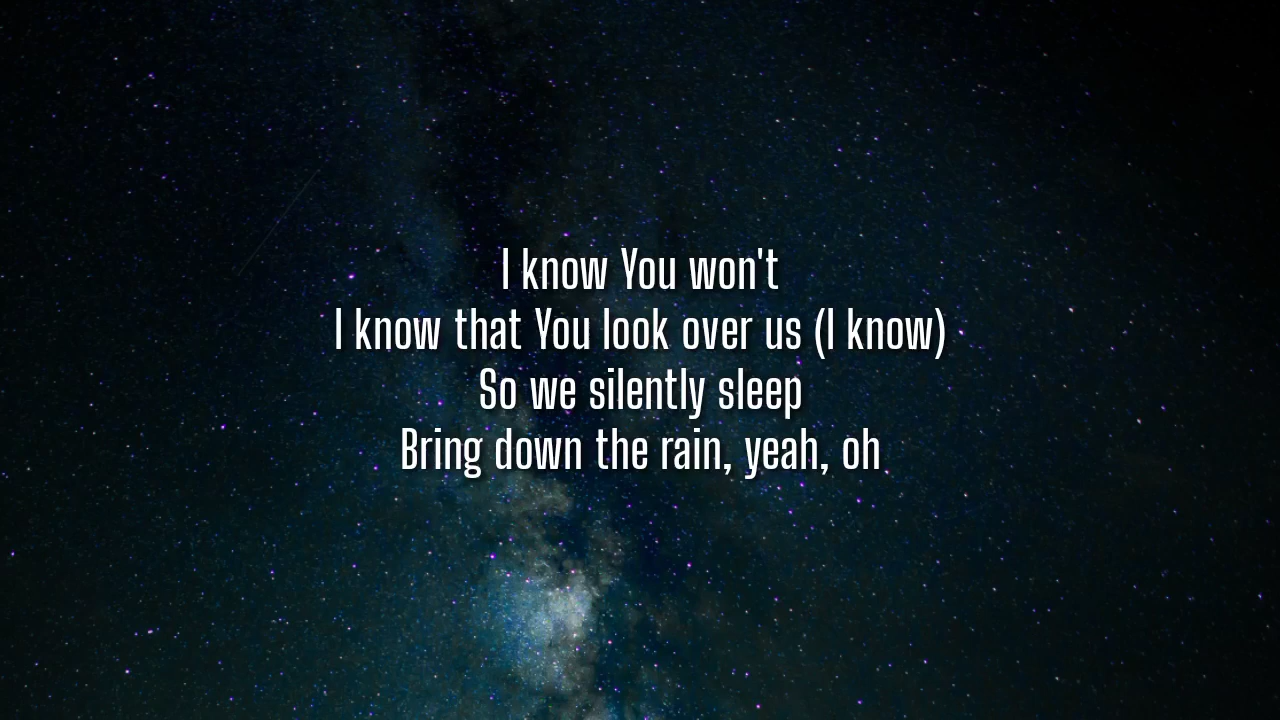 I know You won't
I know that You look over us (I know)
So we silently sleep
Bring down the rain, yeah, oh